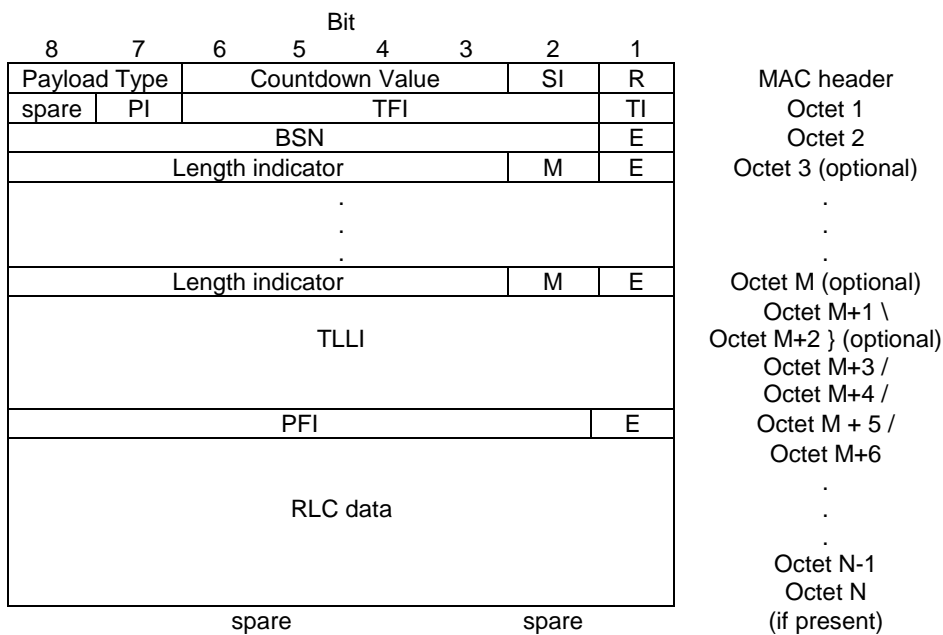 Bit
8 7 6 5 4 3 2 1
Payload Type Countdown Value SI R MAC header
spare PI TFI TI Octet 1
BSN E Octet 2
Length indicator M E Octet 3 (optional)
. .
. .
. .
Length indicator M E Octet M (optional)
Octet M+1 \
TLLI Octet M+2 } (optional)
Octet M+3 /
Octet M+4 /
PFI E Octet M + 5 /
Octet M+6
.
RLC data .
.
Octet N-1
Octet N
spare spare (if present)